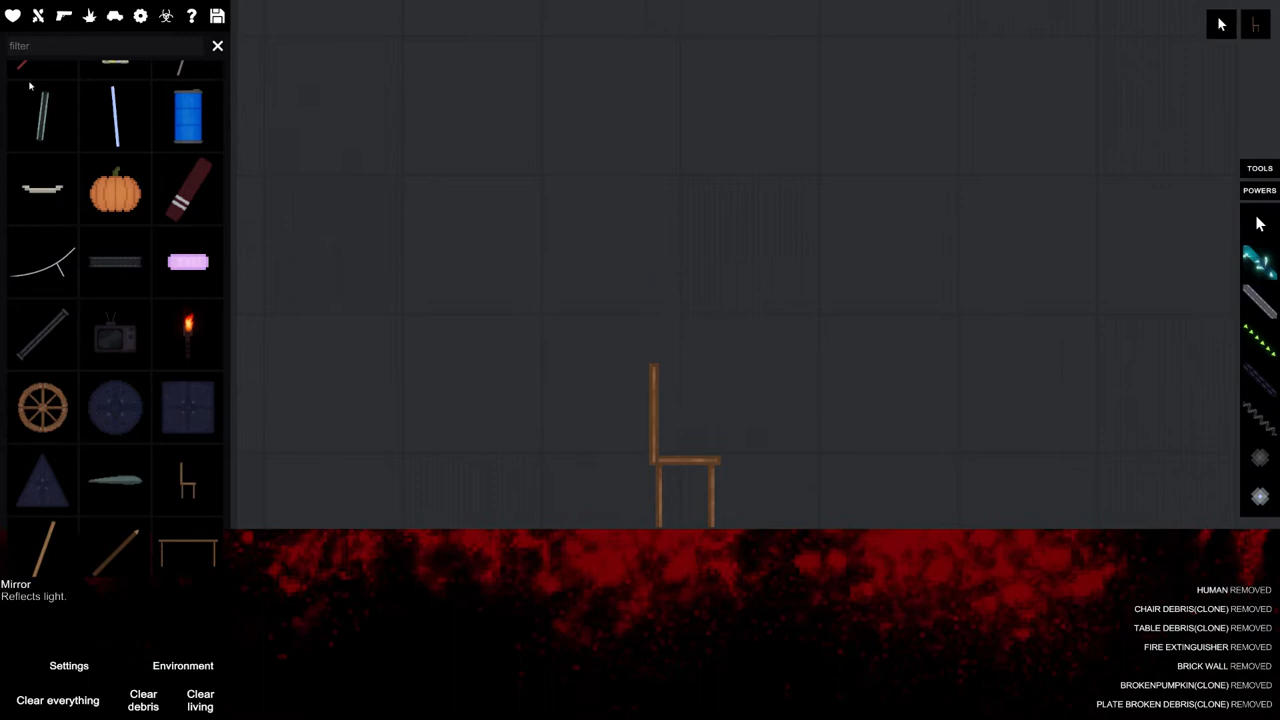 filter
TOOLS
POWERS
Mirror
Reflects light.
Settings Environment
Clear everything Clear debris Clear living
HUMAN REMOVED
CHAIR DEBRIS(CLONE) REMOVED
TABLE DEBRIS(CLONE) REMOVED
FIRE EXTINGUISHER REMOVED
BRICK WALL REMOVED
BROKENPUMPKIN(CLONE) REMOVED
PLATE BROKEN DEBRIS(CLONE) REMOVED